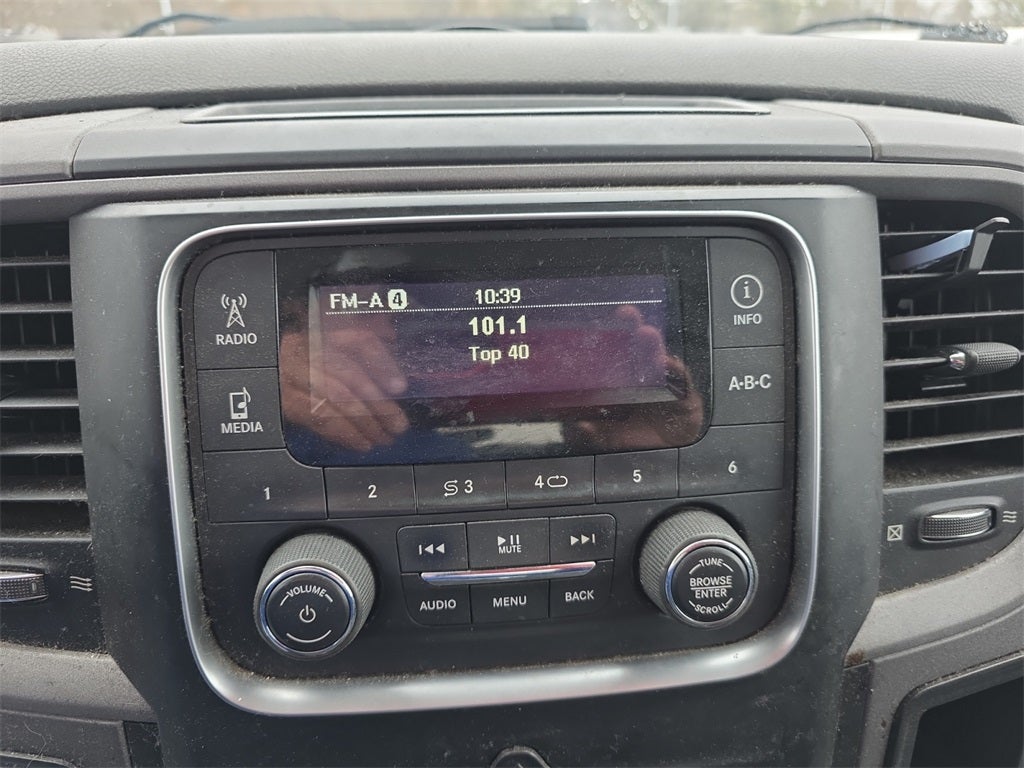 FM-A 4 10:39
101.1
Top 40
RADIO
INFO
MEDIA
A•B•C
1 2 3 4 5 6
MUTE
VOLUME
AUDIO MENU BACK
TUNE
BROWSE
ENTER
SCROLL